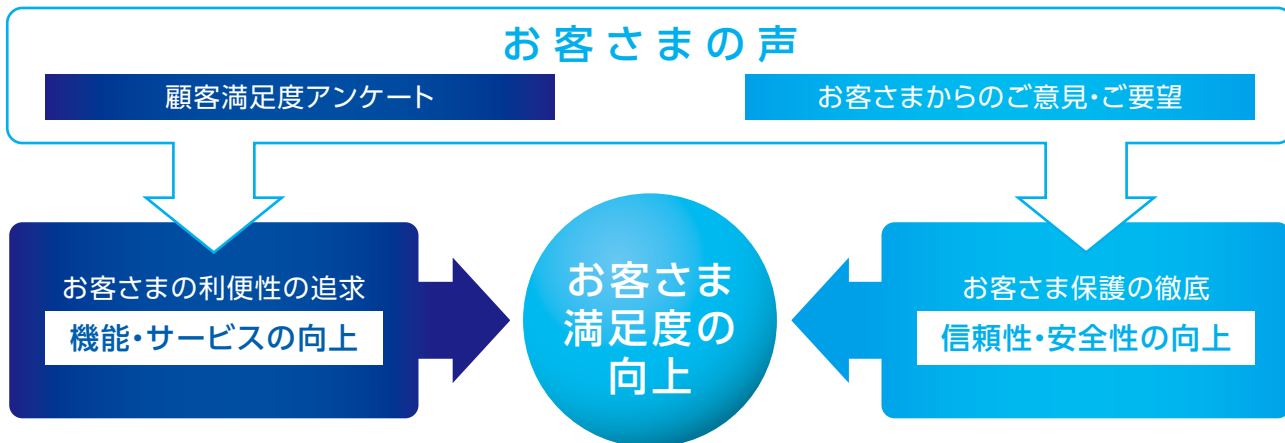 お客さまの声
顧客満足度アンケート
お客さまからのご意見・ご要望
お客さまの利便性の追求
機能・サービスの向上
お客さま
満足度の
向上
お客さま保護の徹底
信頼性・安全性の向上